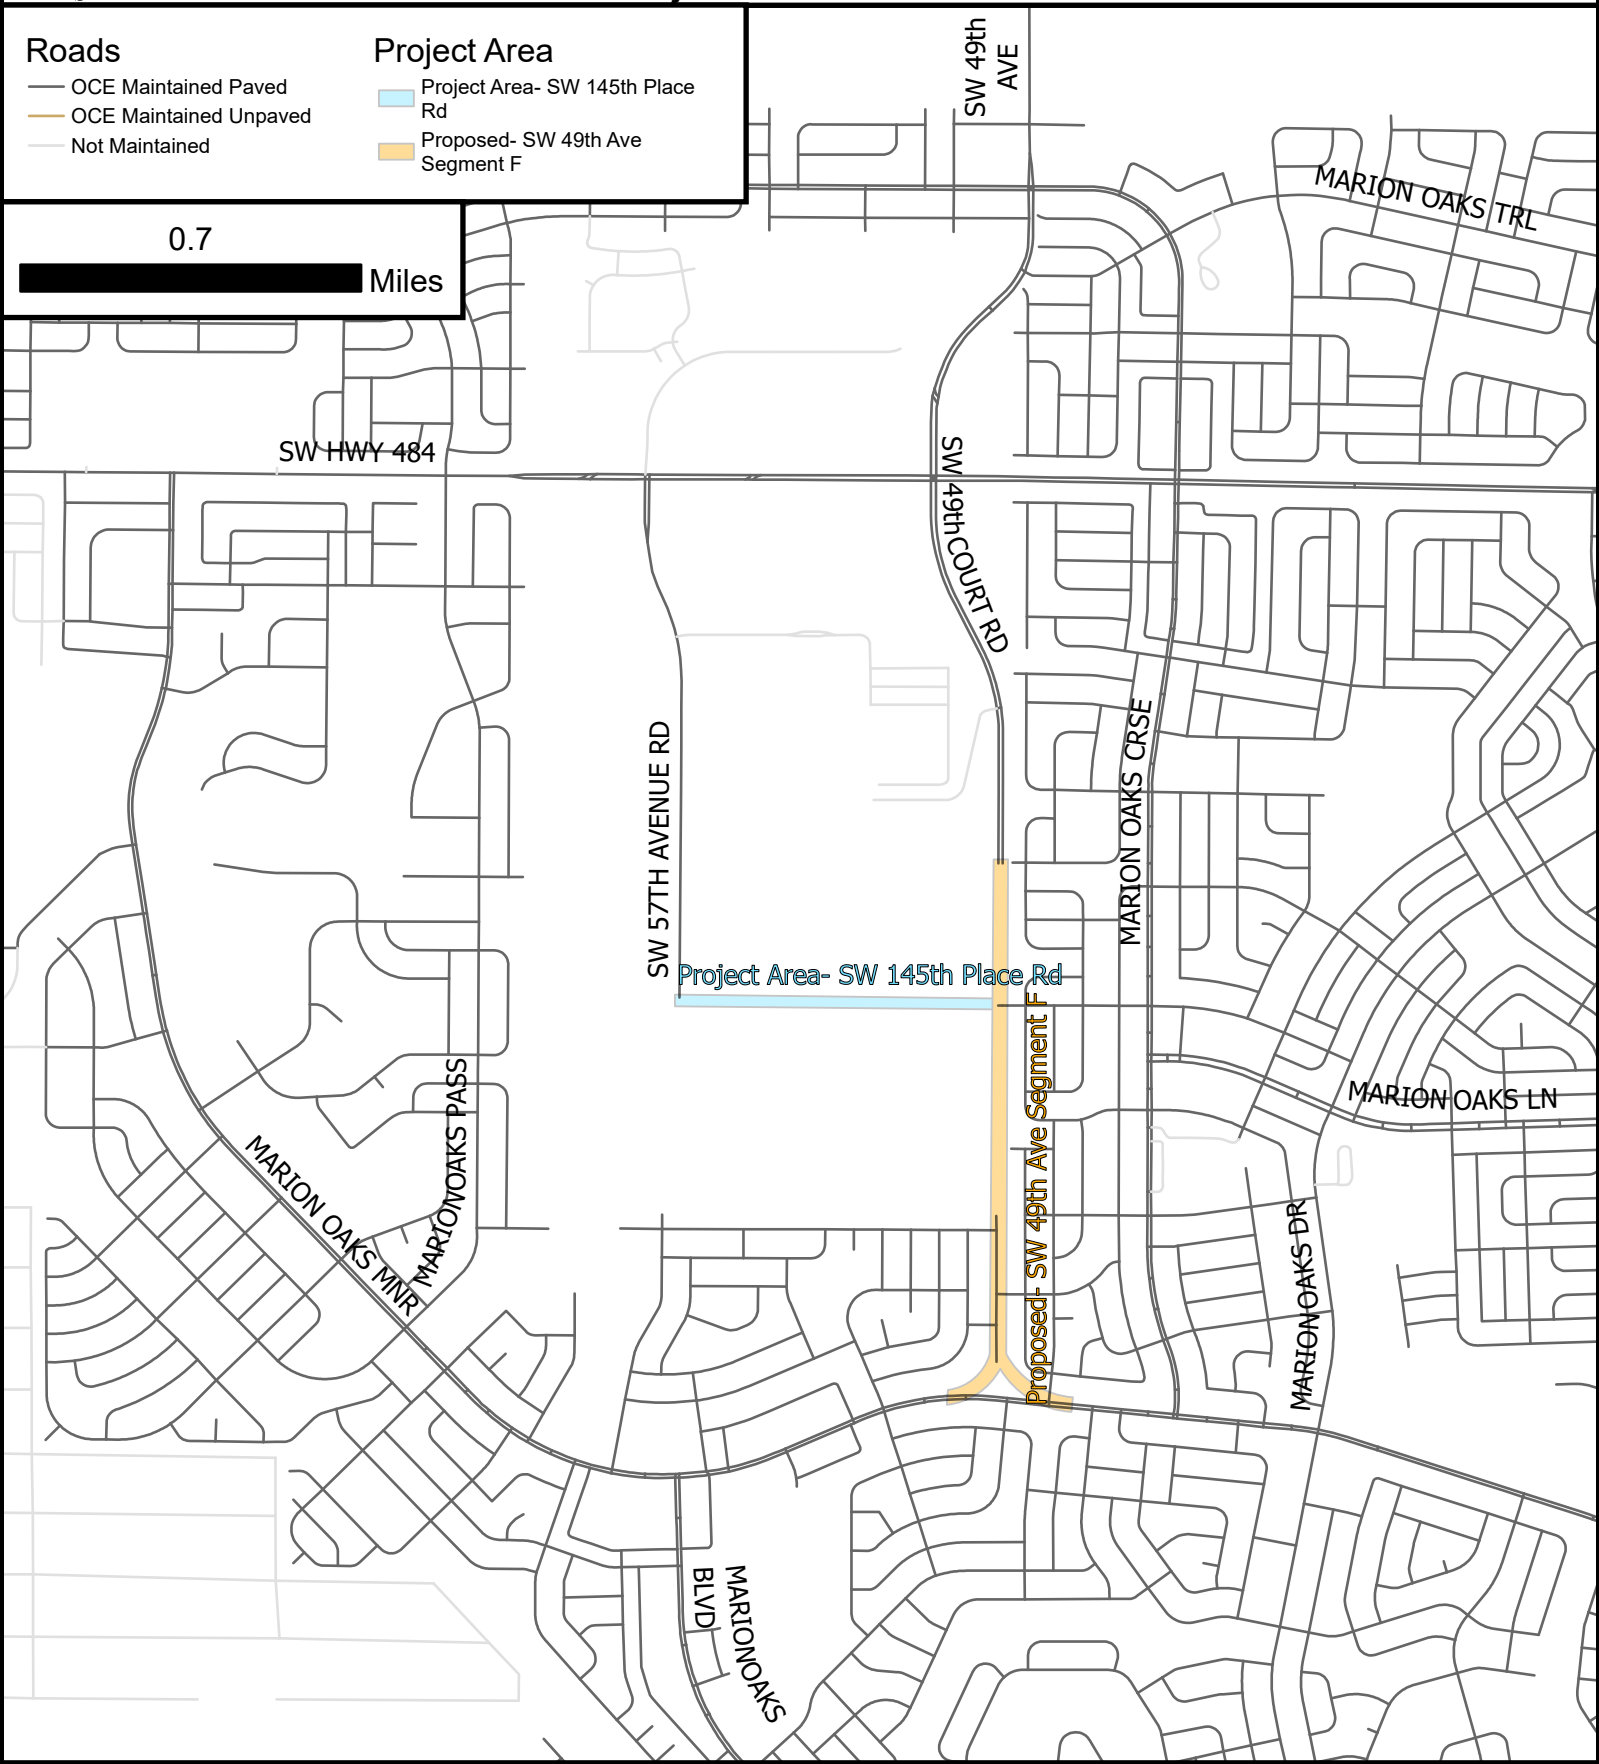 Roads
OCE Maintained Paved
OCE Maintained Unpaved
Not Maintained
Project Area
Project Area- SW 145th Place
Rd
Proposed- SW 49th Ave
Segment F
0.7
Miles
SW 49th
AVE
MARION OAKS TRL
SW HWY 484
SW 49th COURT RD
SW 57TH AVENUE RD
MARION OAKS CRSE
Project Area- SW 145th Place Rd
Proposed- SW 49th Ave Segment F
MARION OAKS LN
MARIONOAKS PASS
MARION OAKS MNR
MARIONOAKS DR
MARIONOAKS
BLVD